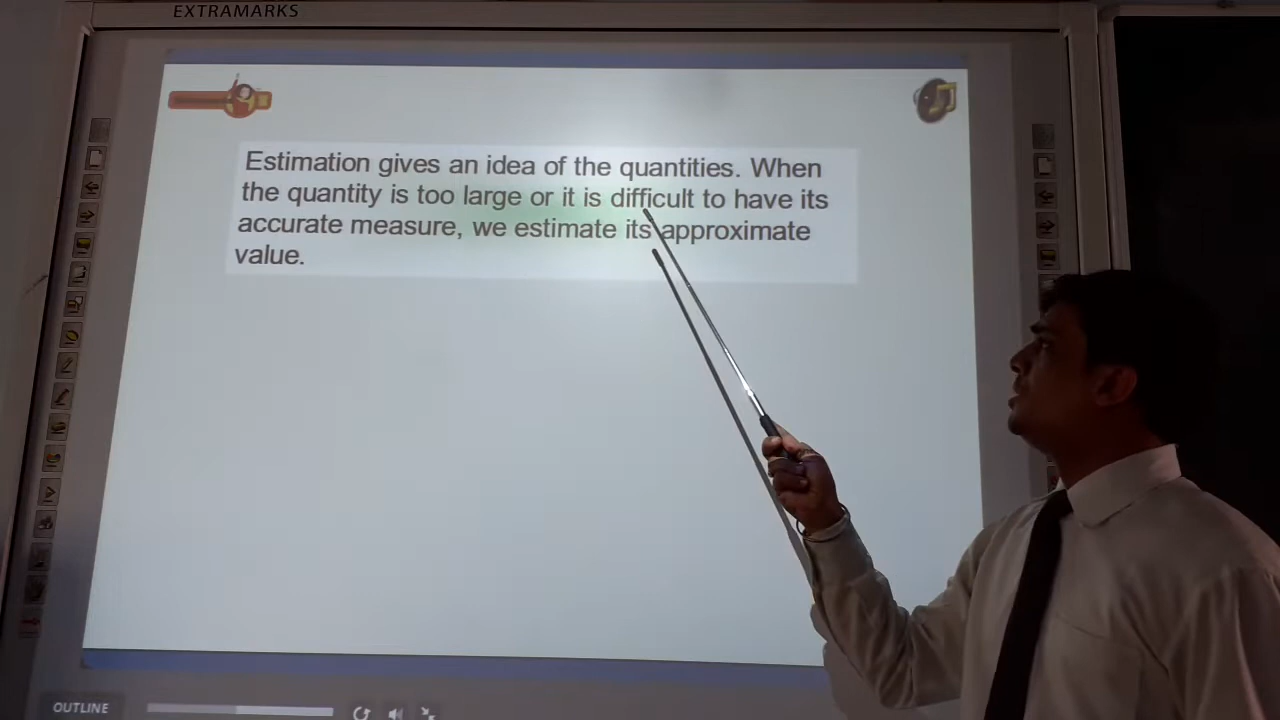 EXTRAMARKS
Estimation gives an idea of the quantities. When
the quantity is too large or it is difficult to have its
accurate measure, we estimate its approximate
value.
OUTLINE